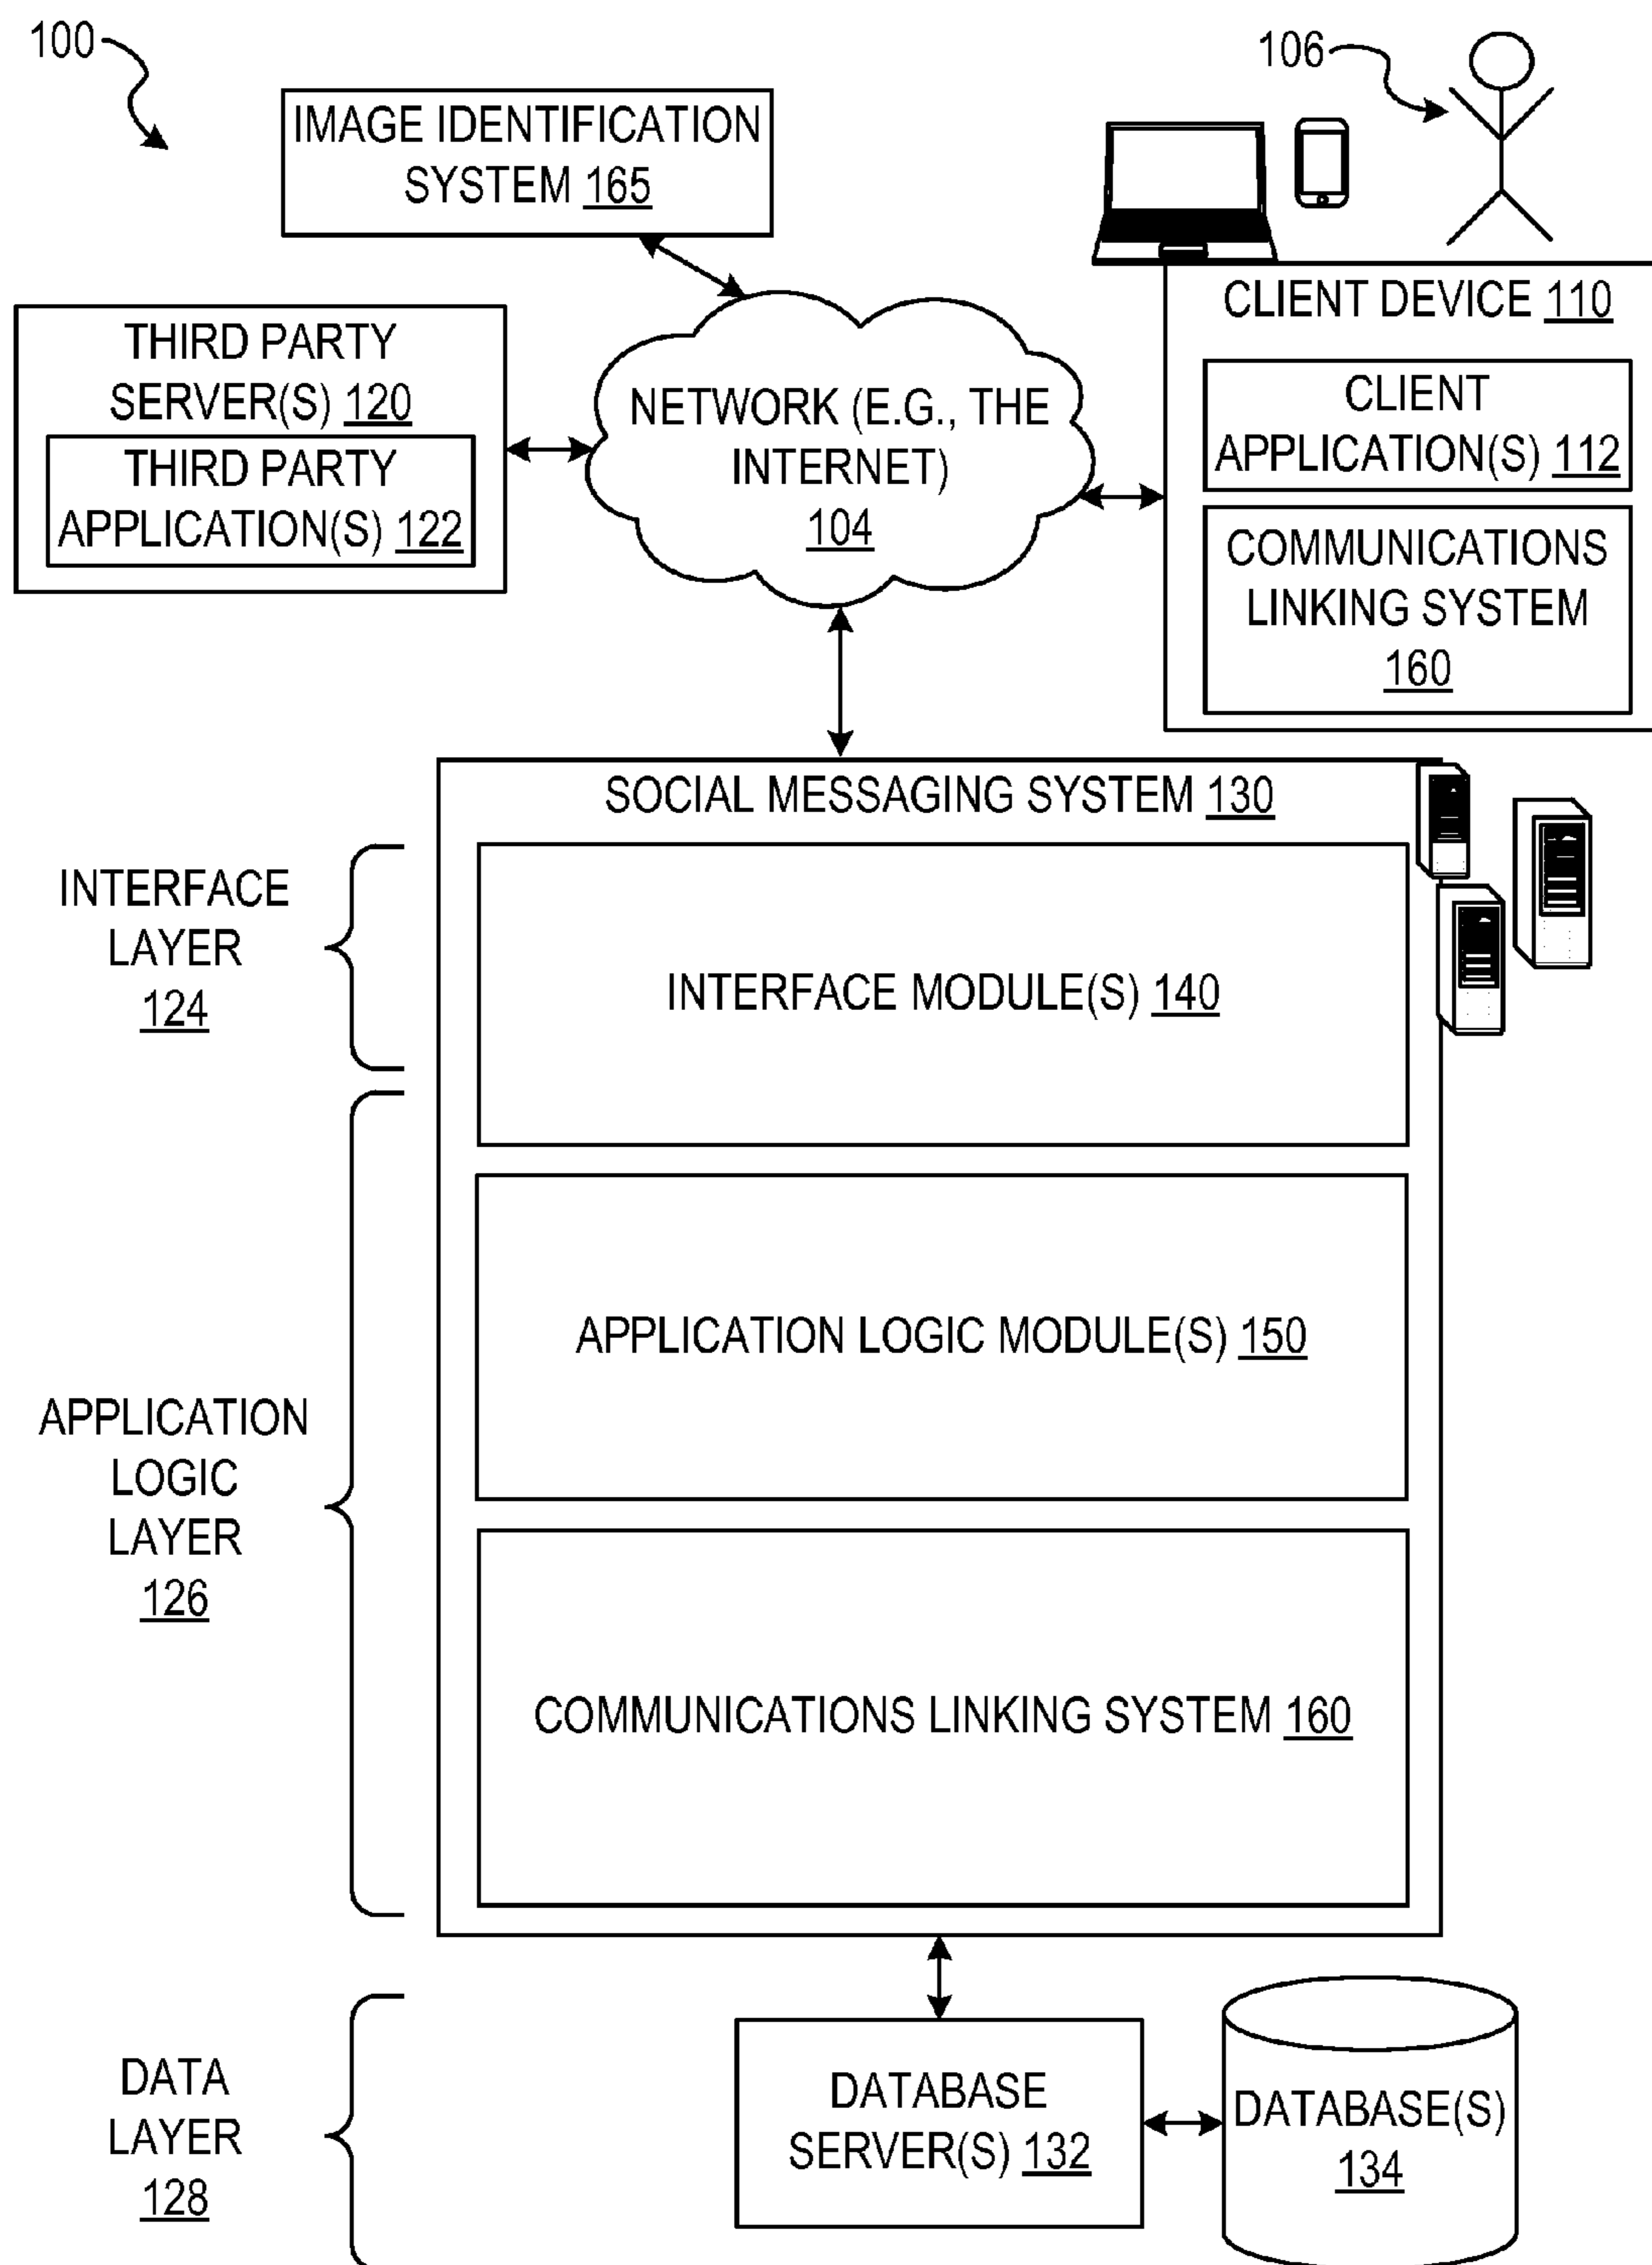 100
106
IMAGE IDENTIFICATION
SYSTEM 165
CLIENT DEVICE 110
CLIENT
APPLICATION(S) 112
COMMUNICATIONS
LINKING SYSTEM
160
THIRD PARTY
SERVER(S) 120
THIRD PARTY
APPLICATION(S) 122
NETWORK (E.G., THE
INTERNET)
104
SOCIAL MESSAGING SYSTEM 130
INTERFACE
LAYER
124
INTERFACE MODULE(S) 140
APPLICATION LOGIC MODULE(S) 150
APPLICATION
LOGIC
LAYER
126
COMMUNICATIONS LINKING SYSTEM 160
DATA
LAYER
128
DATABASE
SERVER(S) 132
DATABASE(S)
134